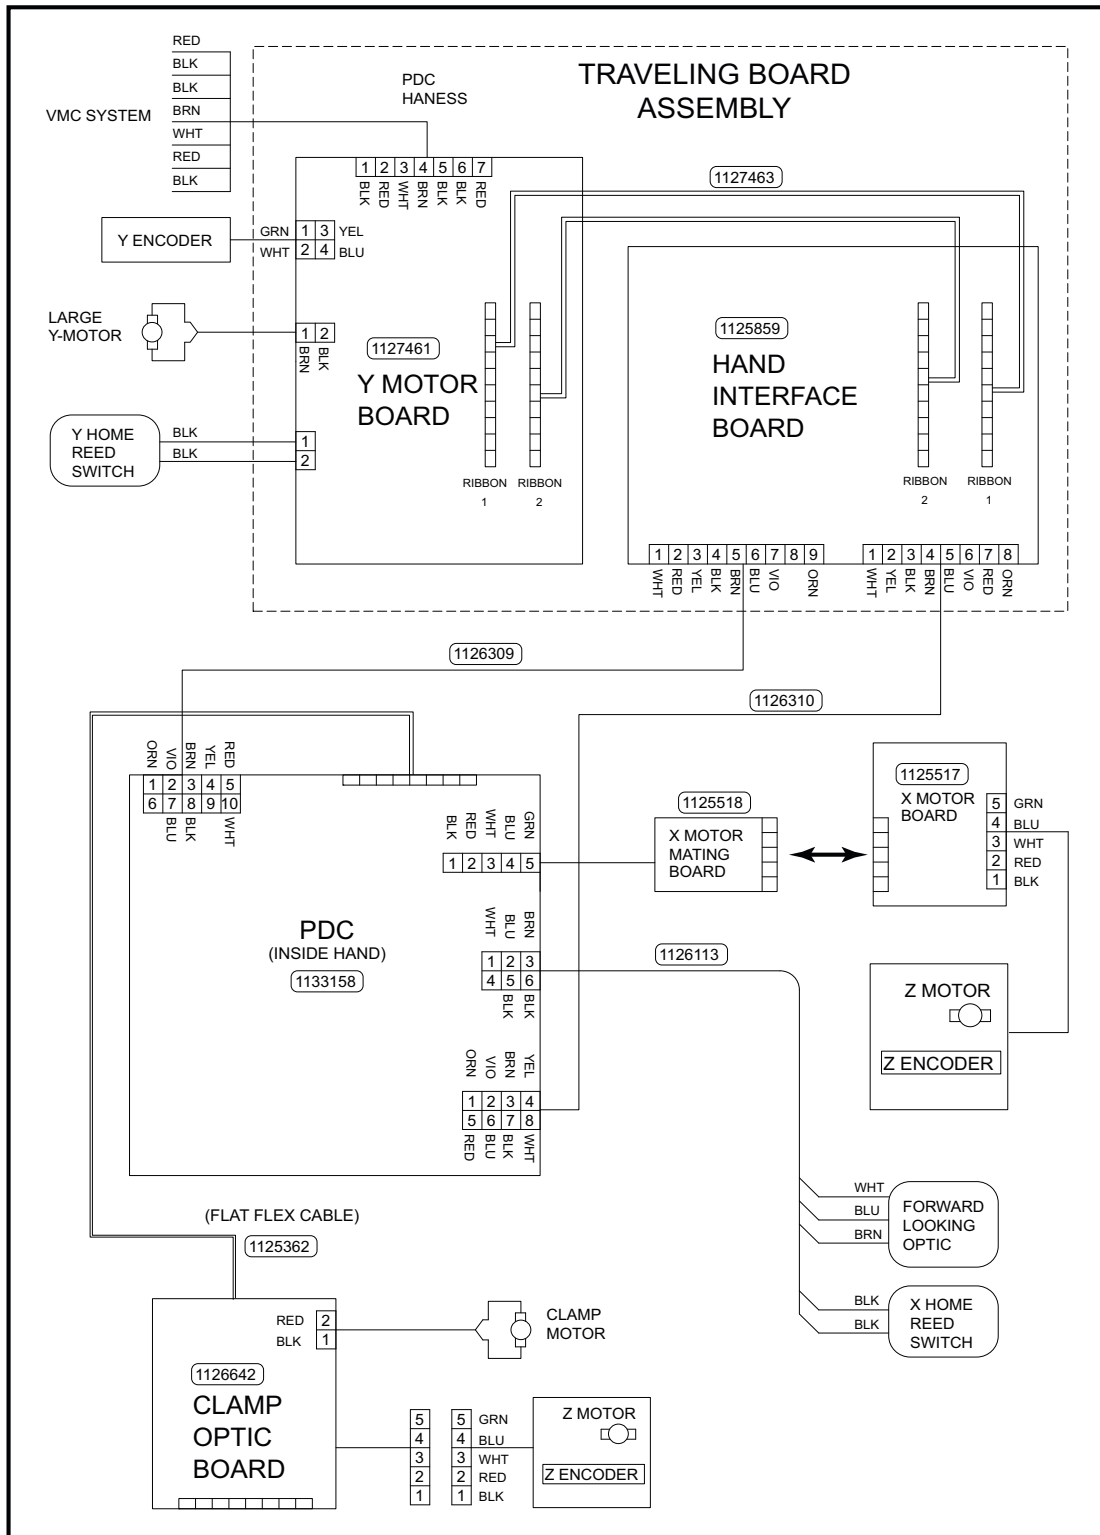 RED
BLK
BLK
VMC SYSTEM
BRN
WHT
RED
BLK
PDC
HANESS
TRAVELING BOARD
ASSEMBLY
1 2 3 4 5 6 7
BLK RED WHT BRN BLK BLK RED
1127463
Y ENCODER
GRN 1 3 YEL
WHT 2 4 BLU
LARGE
Y-MOTOR
1 2
BRN BLK
1127461
Y MOTOR
BOARD
1125859
HAND
INTERFACE
BOARD
Y HOME
REED
SWITCH
BLK 1
BLK 2
RIBBON
1
RIBBON
2
RIBBON
2
RIBBON
1
1 2 3 4 5 6 7 8 9
WHT RED YEL BLK BRN BLU VIO ORN
1 2 3 4 5 6 7 8
WHT YEL BLK BRN BLU VIO RED ORN
1126309
1126310
ORN VIO BRN YEL RED
1 2 3 4 5
6 7 8 9 10
BLU BLK WHT
BLK RED WHT BLU GRN
1 2 3 4 5
1125518
X MOTOR
MATING
BOARD
1125517
X MOTOR
BOARD
5 GRN
4 BLU
3 WHT
2 RED
1 BLK
PDC
(INSIDE HAND)
1133158
WHT BLU BRN
1 2 3
4 5 6
BLK BLK
1126113
Z MOTOR
Z ENCODER
ORN VIO BRN YEL
1 2 3 4
5 6 7 8
RED BLU BLK WHT
WHT
BLU
BRN
FORWARD
LOOKING
OPTIC
BLK
BLK
X HOME
REED
SWITCH
(FLAT FLEX CABLE)
1125362
RED 2
BLK 1
CLAMP
MOTOR
1126642
CLAMP
OPTIC
BOARD
5 5 GRN
4 4 BLU
3 3 WHT
2 2 RED
1 1 BLK
Z MOTOR
Z ENCODER